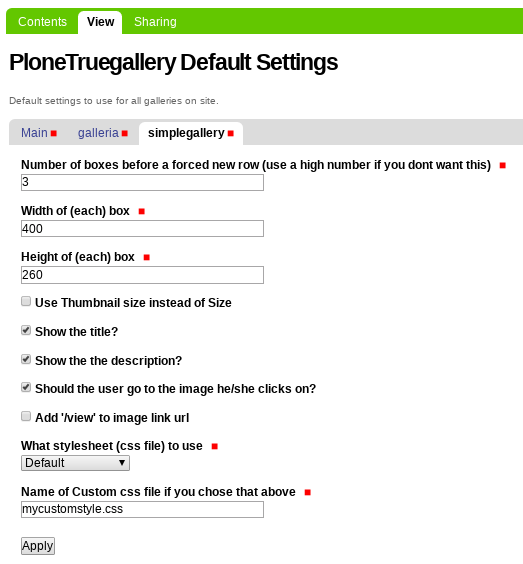 Contents View Sharing
PloneTruegallery Default Settings
Default settings to use for all galleries on site.
Main galleria simplegallery
Number of boxes before a forced new row (use a high number if you dont want this)
3
Width of (each) box
400
Height of (each) box
260
Use Thumbnail size instead of Size
Show the title?
Show the the description?
Should the user go to the image he/she clicks on?
Add '/view' to image link url
What stylesheet (css file) to use
Default
Name of Custom css file if you chose that above
mycustomstyle.css
Apply